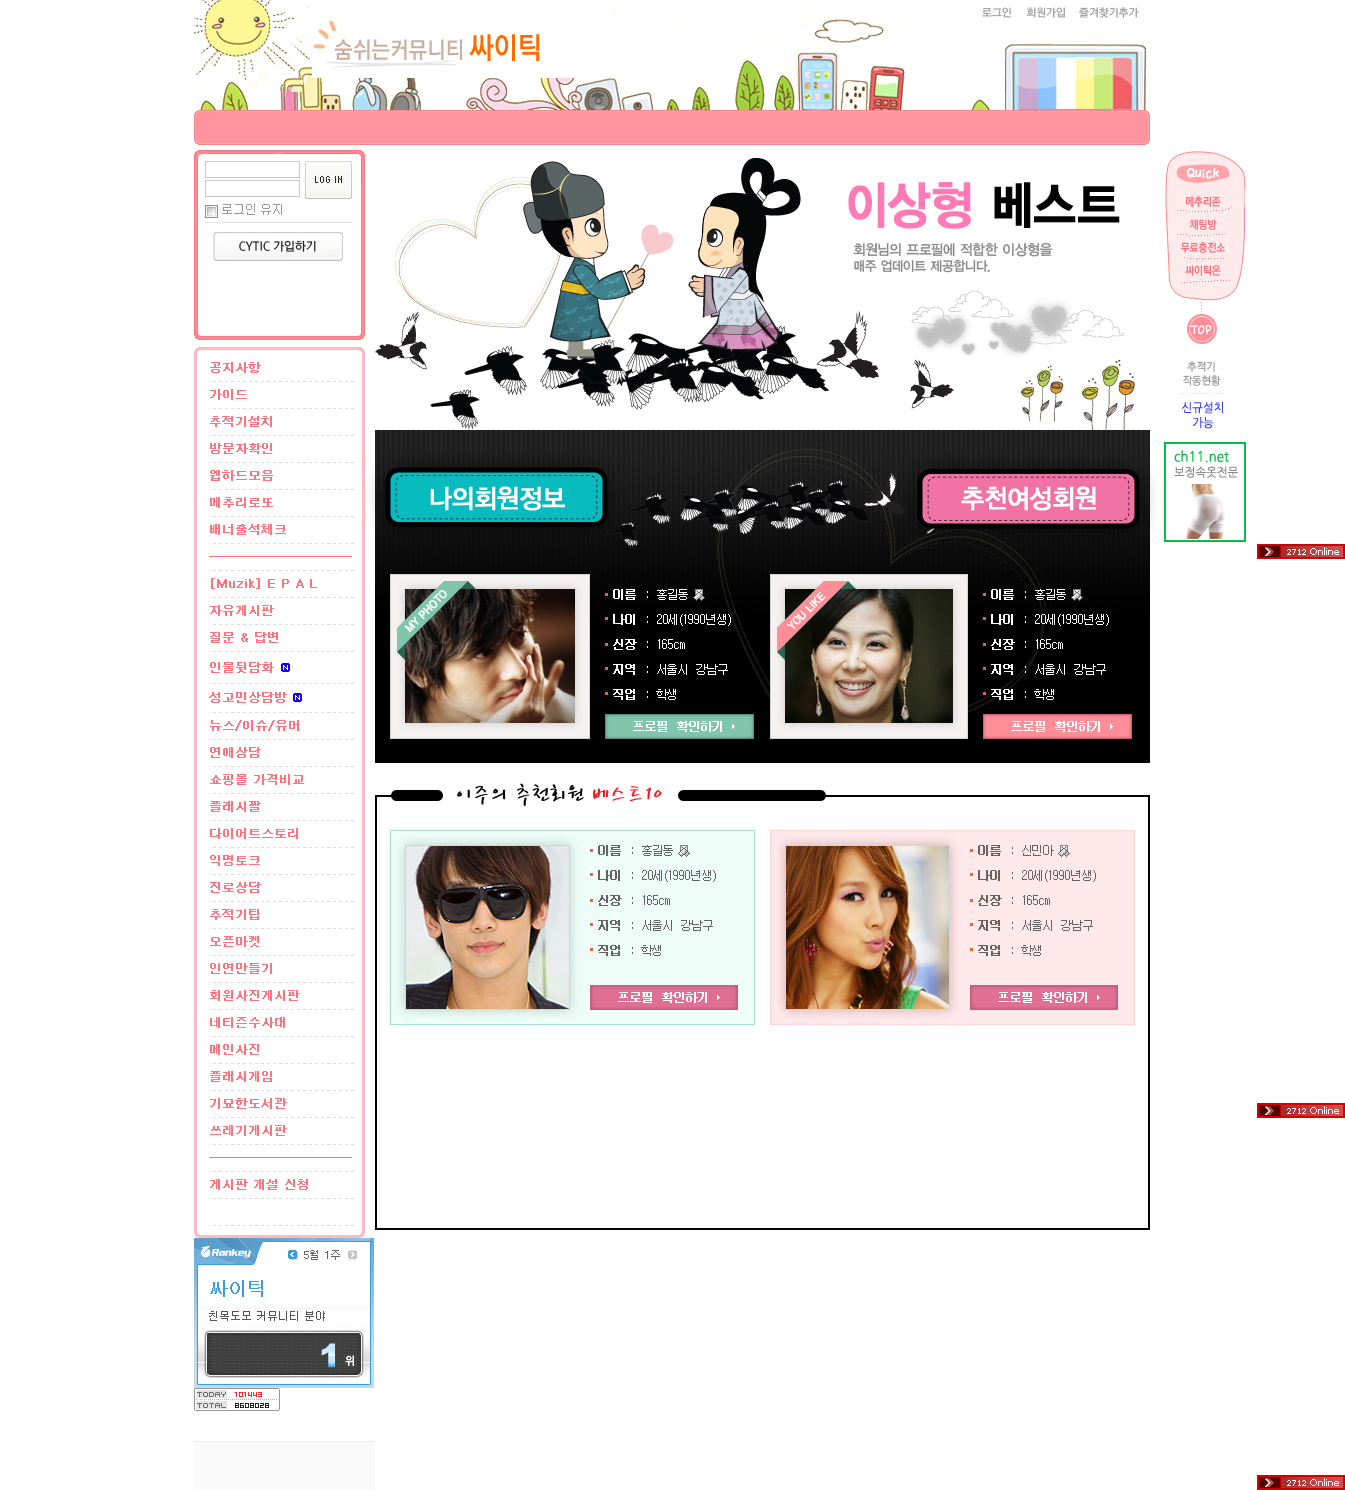 로그인 회원가입 즐겨찾기추가
숨쉬는커뮤니티 싸이틱
LOG IN
로그인 유지
CYTIC 가입하기
공지사항
가이드
추적기설치
방문자확인
웹하드모음
메추리로또
배너출석체크
[Muzik] E P A L
자유게시판
질문 & 답변
인물뒷담화 N
성고민상담방 N
뉴스/이슈/유머
연애상담
쇼핑몰 가격비교
플래시짤
다이어트스토리
익명토크
진로상담
추적기팁
오픈마켓
인연만들기
회원사진게시판
네티즌수사대
메인사진
플래시게임
기묘한도서관
쓰레기게시판
게시판 개설 신청
Rankey
5월 1주
싸이틱
친목도모 커뮤니티 분야
1 위
TODAY 101443
TOTAL 8608028
이상형 베스트
회원님의 프로필에 적합한 이상형을
매주 업데이트 제공합니다.
나의회원정보
추천여성회원
MY PHOTO
이름 : 홍길동
나이 : 20세(1990년생)
신장 : 165cm
지역 : 서울시 강남구
직업 : 학생
프로필 확인하기
YOU LIKE
이름 : 홍길동
나이 : 20세(1990년생)
신장 : 165cm
지역 : 서울시 강남구
직업 : 학생
프로필 확인하기
이주의 추천회원 베스트10
이름 : 홍길동
나이 : 20세(1990년생)
신장 : 165cm
지역 : 서울시 강남구
직업 : 학생
프로필 확인하기
이름 : 신민아
나이 : 20세(1990년생)
신장 : 165cm
지역 : 서울시 강남구
직업 : 학생
프로필 확인하기
Quick
메추리존
채팅방
무료충전소
싸이틱온
TOP
추적기
작동현황
신규설치
가능
ch11.net
보정속옷전문
2712 Online
2712 Online
2712 Online